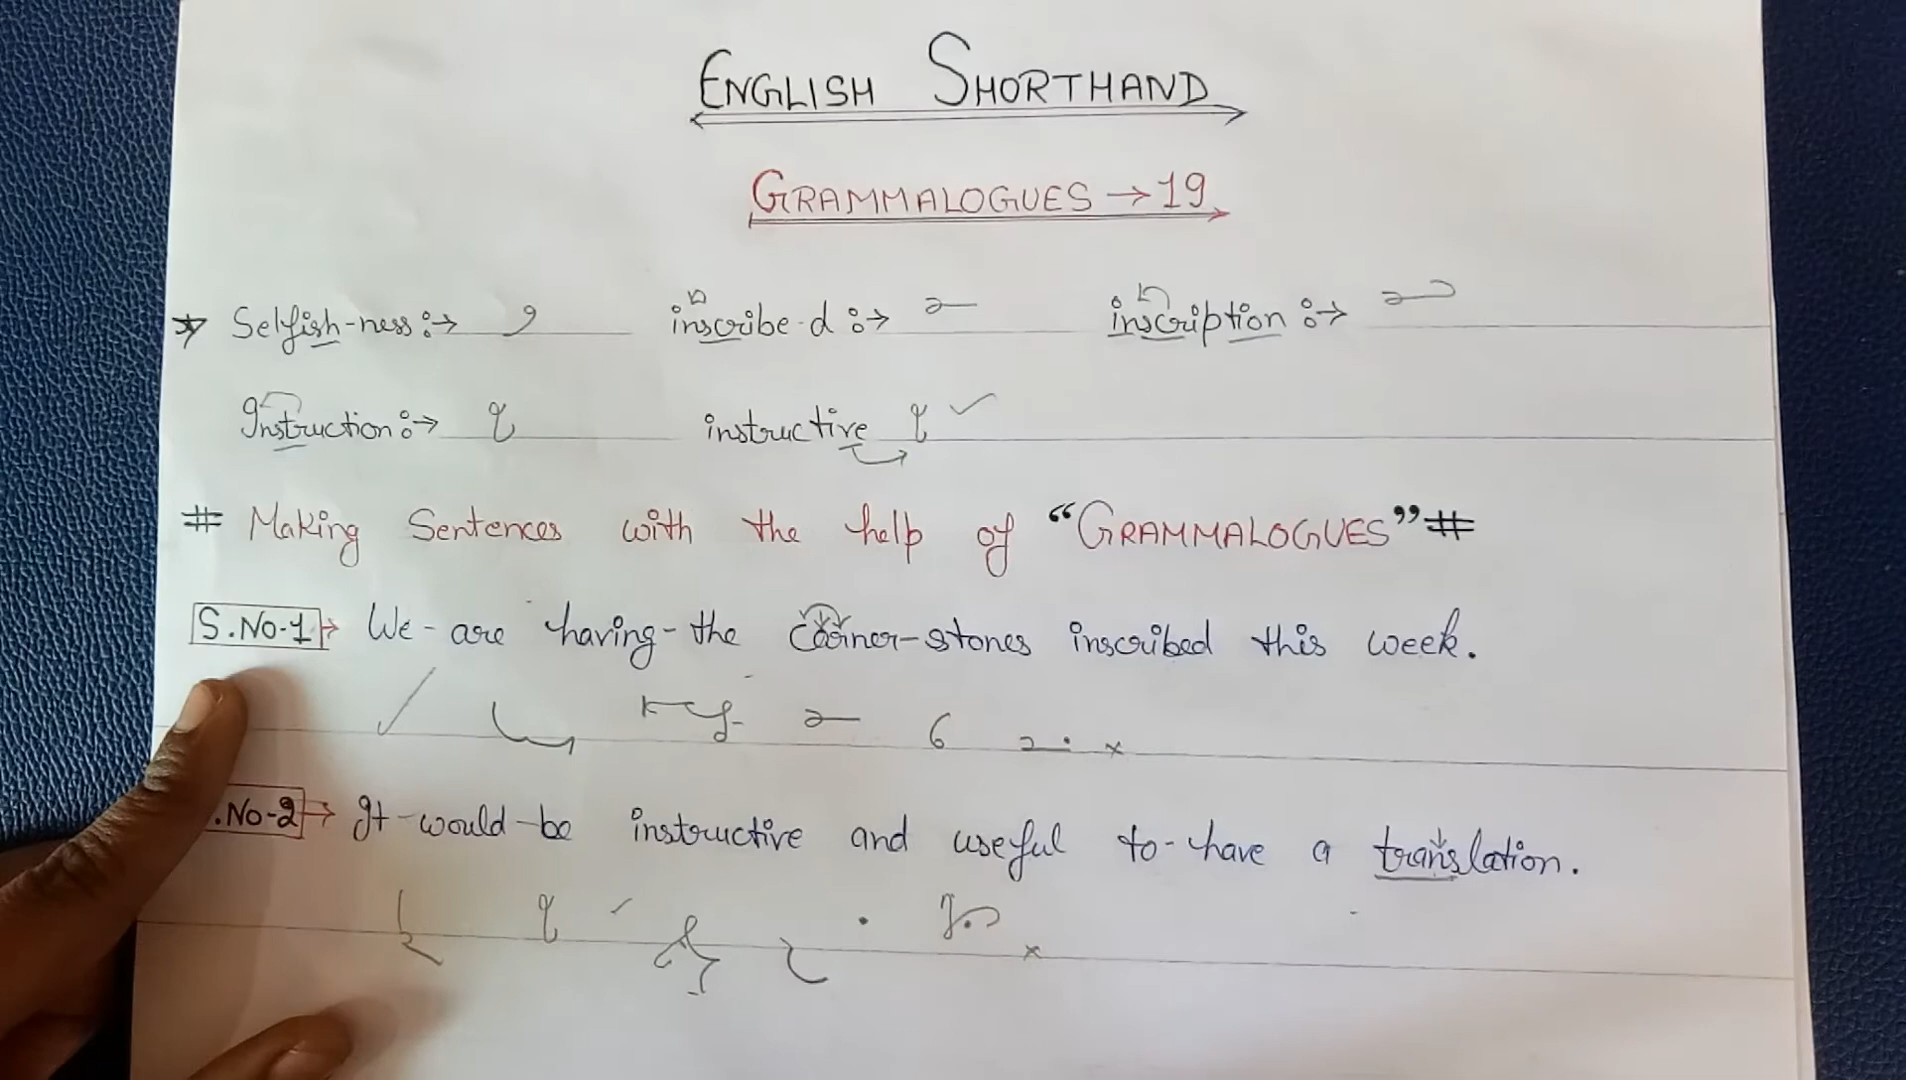 ENGLISH SHORTHAND
GRAMMALOGUES → 19
Selfish-ness :→ inscribe-d :→ inscription :→
Instruction :→ instructive
# Making Sentences with the help of “GRAMMALOGUES” #
S.No-1 → We-are having-the Corner-stones inscribed this week.
.No-2 → It-would-be instructive and useful to-have a translation.